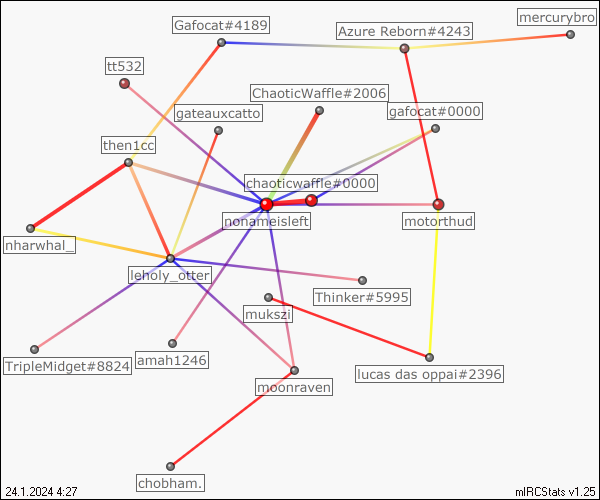 mercurybro
Gafocat#4189
Azure Reborn#4243
tt532
ChaoticWaffle#2006
gateauxcatto
gafocat#0000
then1cc
chaoticwaffle#0000
nonameisleft
motorthud
nharwhal_
leholy_otter
Thinker#5995
mukszi
TripleMidget#8824
amah1246
lucas das oppai#2396
moonraven
chobham.
24.1.2024 4:27
mIRCStats v1.25